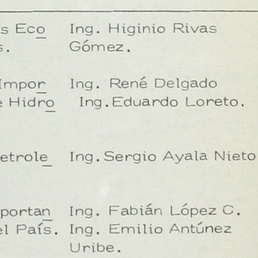 s Eco Ing. Higinio Rivas
s. Gómez.
Impor Ing. René Delgado
e Hidro Ing.Eduardo Loreto.
etrole Ing.Sergio Ayala Nieto
portan Ing. Fabián López C.
el País. Ing. Emilio Antúnez
Uribe.